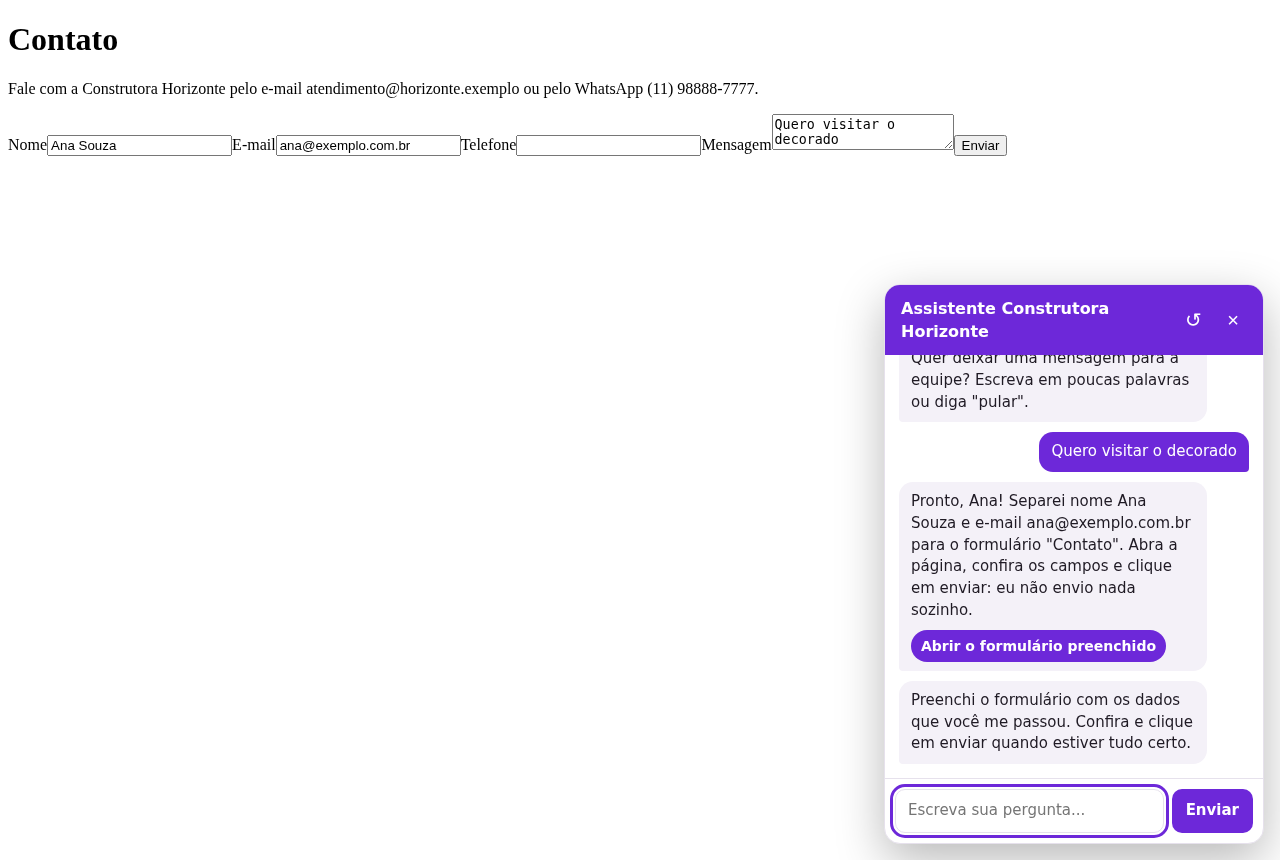 Contato
Fale com a Construtora Horizonte pelo e-mail atendimento@horizonte.exemplo ou pelo WhatsApp (11) 98888-7777.
Nome Ana Souza E-mail ana@exemplo.com.br Telefone Mensagem Quero visitar o
decorado Enviar
Assistente Construtora
Horizonte
↺ ×
Quer deixar uma mensagem para a
equipe? Escreva em poucas palavras
ou diga "pular".
Quero visitar o decorado
Pronto, Ana! Separei nome Ana
Souza e e-mail ana@exemplo.com.br
para o formulário "Contato". Abra a
página, confira os campos e clique
em enviar: eu não envio nada
sozinho.
Abrir o formulário preenchido
Preenchi o formulário com os dados
que você me passou. Confira e clique
em enviar quando estiver tudo certo.
Escreva sua pergunta...
Enviar